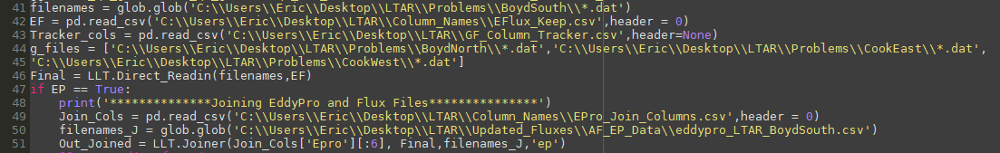 41 filenames = glob.glob('C:\\Users\\Eric\\Desktop\\LTAR\\Problems\\BoydSouth\\*.dat')
42 EF = pd.read_csv('C:\\Users\\Eric\\Desktop\\LTAR\\Column_Names\\EFlux_Keep.csv',header = 0)
43 Tracker_cols = pd.read_csv('C:\\Users\\Eric\\Desktop\\LTAR\\GF_Column_Tracker.csv',header=None)
44 g_files = ['C:\\Users\\Eric\\Desktop\\LTAR\\Problems\\BoydNorth\\*.dat','C:\\Users\\Eric\\Desktop\\LTAR\\Problems\\CookEast\\*.dat',
45 'C:\\Users\\Eric\\Desktop\\LTAR\\Problems\\CookWest\\*.dat']
46 Final = LLT.Direct_Readin(filenames,EF)
47 if EP == True:
48     print('**************Joining EddyPro and Flux Files***************')
49     Join_Cols = pd.read_csv('C:\\Users\\Eric\\Desktop\\LTAR\\Column_Names\\EPro_Join_Columns.csv',header = 0)
50     filenames_J = glob.glob('C:\\Users\\Eric\\Desktop\\LTAR\\Updated_Fluxes\\AF_EP_Data\\eddypro_LTAR_BoydSouth.csv')
51     Out_Joined = LLT.Joiner(Join_Cols['Epro'][:6], Final,filenames_J,'ep')